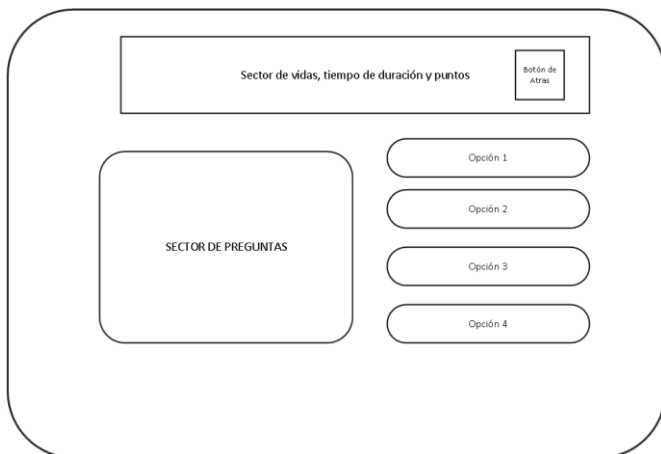 Sector de vidas, tiempo de duración y puntos
Botón de
Atras
SECTOR DE PREGUNTAS
Opción 1
Opción 2
Opción 3
Opción 4